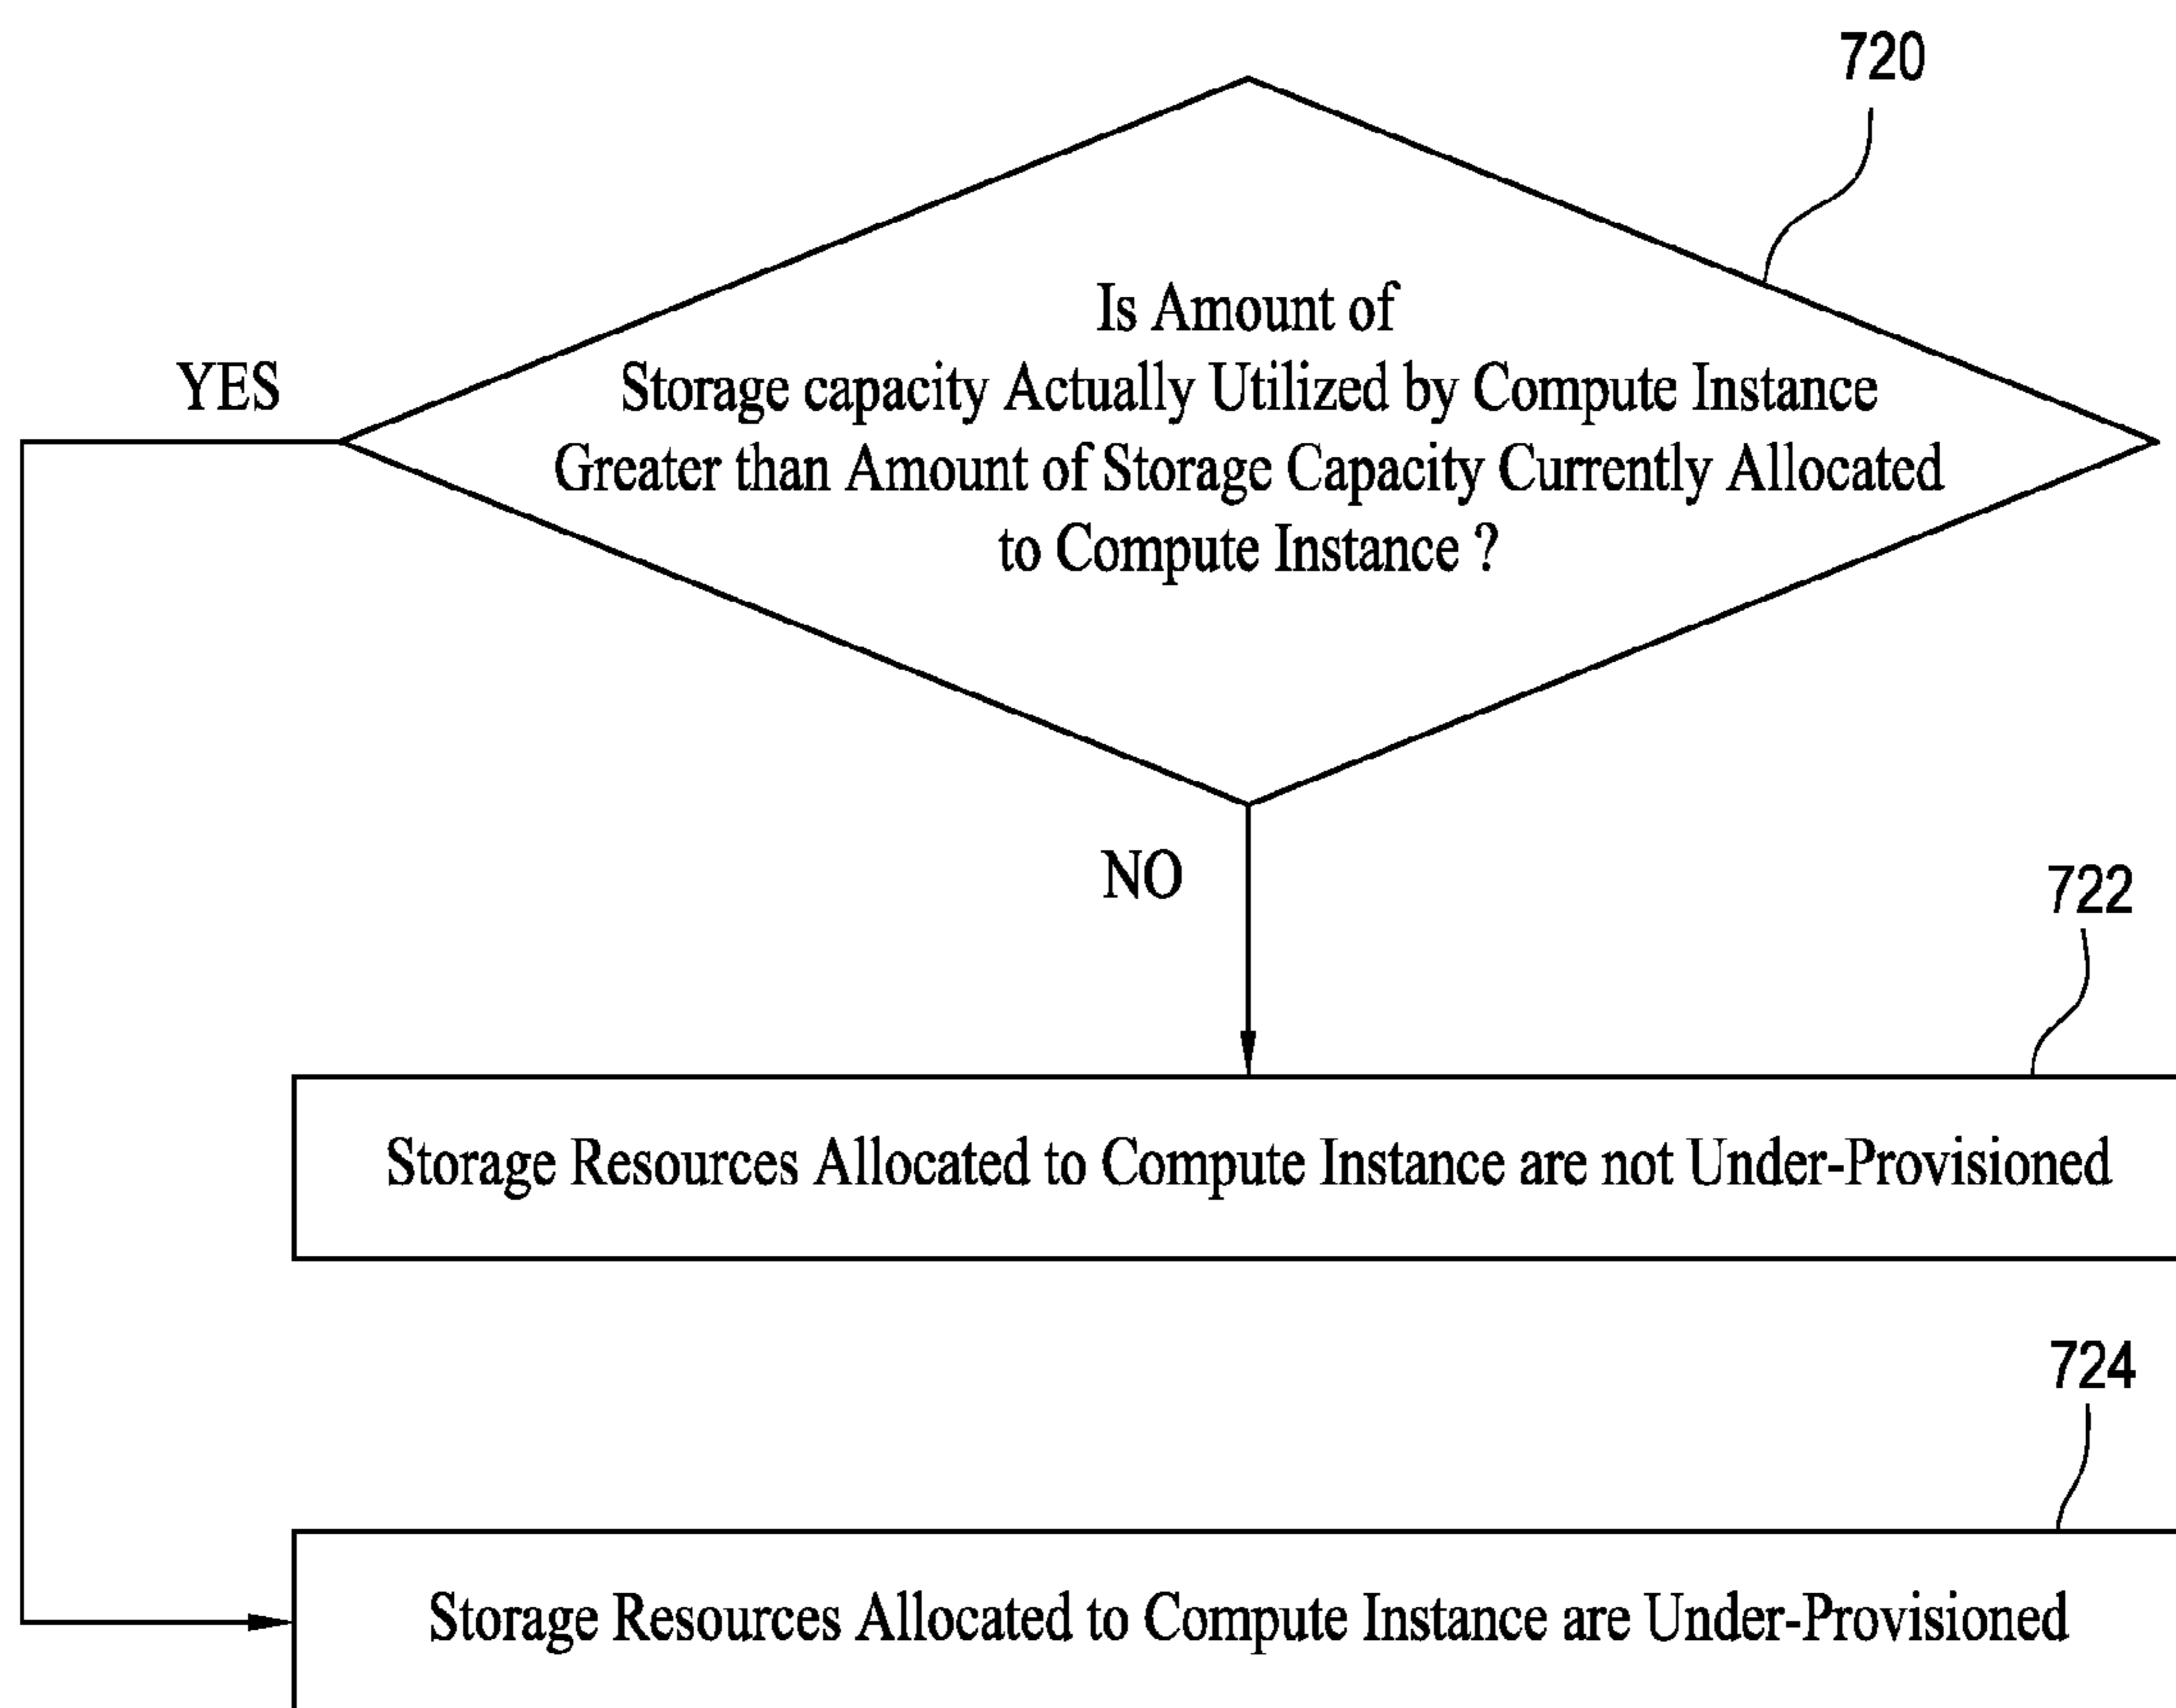 720
Is Amount of
Storage capacity Actually Utilized by Compute Instance
Greater than Amount of Storage Capacity Currently Allocated
to Compute Instance ?
YES
NO
722
Storage Resources Allocated to Compute Instance are not Under-Provisioned
724
Storage Resources Allocated to Compute Instance are Under-Provisioned